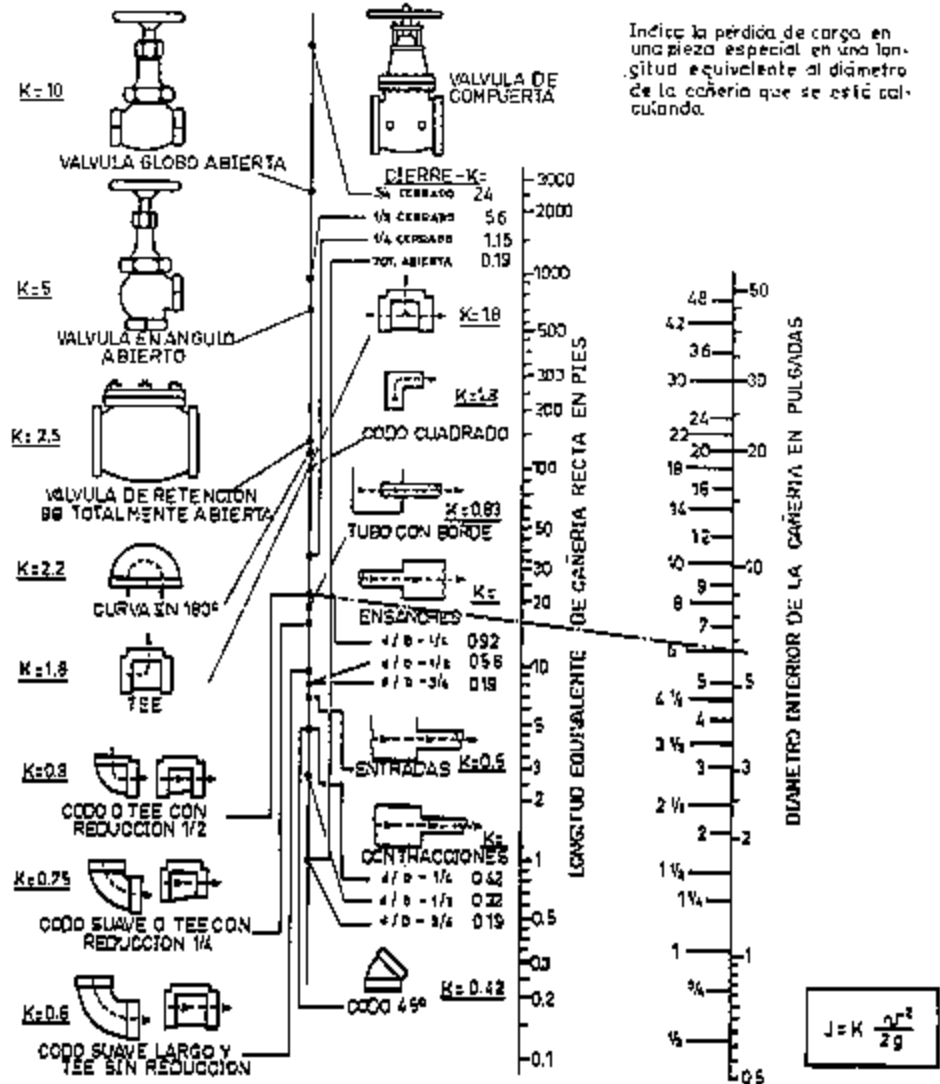 Indica la pérdida de carga en
una pieza especial en una lon-
gitud equivalente al diámetro
de la cañeria que se está cal-
culando.
K=10
VALVULA GLOBO ABIERTA
K=5
VALVULA EN ANGULO
ABIERTO
K=2.5
VALVULA DE RETENCION
TOTALMENTE ABIERTA
K=2.2
CURVA EN 180°
K=1.8
TEE
K=0.9
CODO O TEE CON
REDUCCION 1/2
K=0.75
CODO SUAVE O TEE CON
REDUCCION 1/4
K=0.6
CODO SUAVE LARGO Y
TEE SIN REDUCCION
VALVULA DE
COMPUERTA
CIERRE-K=
3/4 CERRADO 24
1/2 CERRADO 5.6
1/4 CERRADO 1.15
TOT. ABIERTA 0.19
K=1.8
K=1.8
CODO CUADRADO
K=0.83
TUBO CON BORDE
K=
ENSANCHES
d/D-1/4 0.92
d/D-1/2 0.56
d/D-3/4 0.19
ENTRADAS K=0.5
K=
CONTRACCIONES
d/D-1/4 0.42
d/D-1/2 0.32
d/D-3/4 0.19
K=0.42
CODO 45°
3000
2000
1000
500
300
200
100
50
30
20
10
5
3
2
1
0.5
0.3
0.2
0.1
LONGITUD EQUIVALENTE DE CAÑERIA RECTA EN PIES
48
42
36
30
24
22
20
18
16
14
12
10
9
8
7
6
5
4 1/2
4
3 1/2
3
2 1/2
2
1 1/2
1 1/4
1
3/4
1/2
50
30
20
10
5
3
2
1
0.5
DIAMETRO INTERIOR DE LA CAÑERIA EN PULGADAS
J=K v²/2g